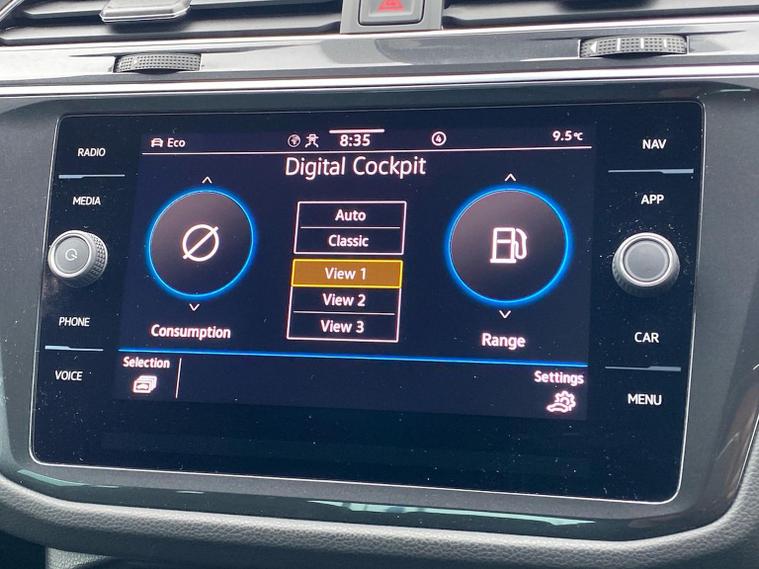 RADIO
MEDIA
PHONE
VOICE
Eco
8:35
4
9.5°C
Digital Cockpit
Auto
Classic
View 1
View 2
View 3
Consumption
Range
Selection
Settings
NAV
APP
CAR
MENU